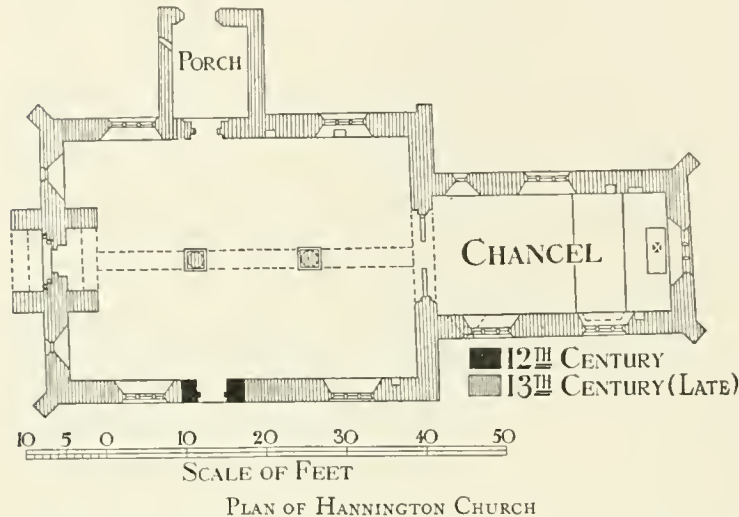 PORCH
CHANCEL
12TH CENTURY
13TH CENTURY (LATE)
10 5 0 10 20 30 40 50
SCALE OF FEET
PLAN OF HANNINGTON CHURCH